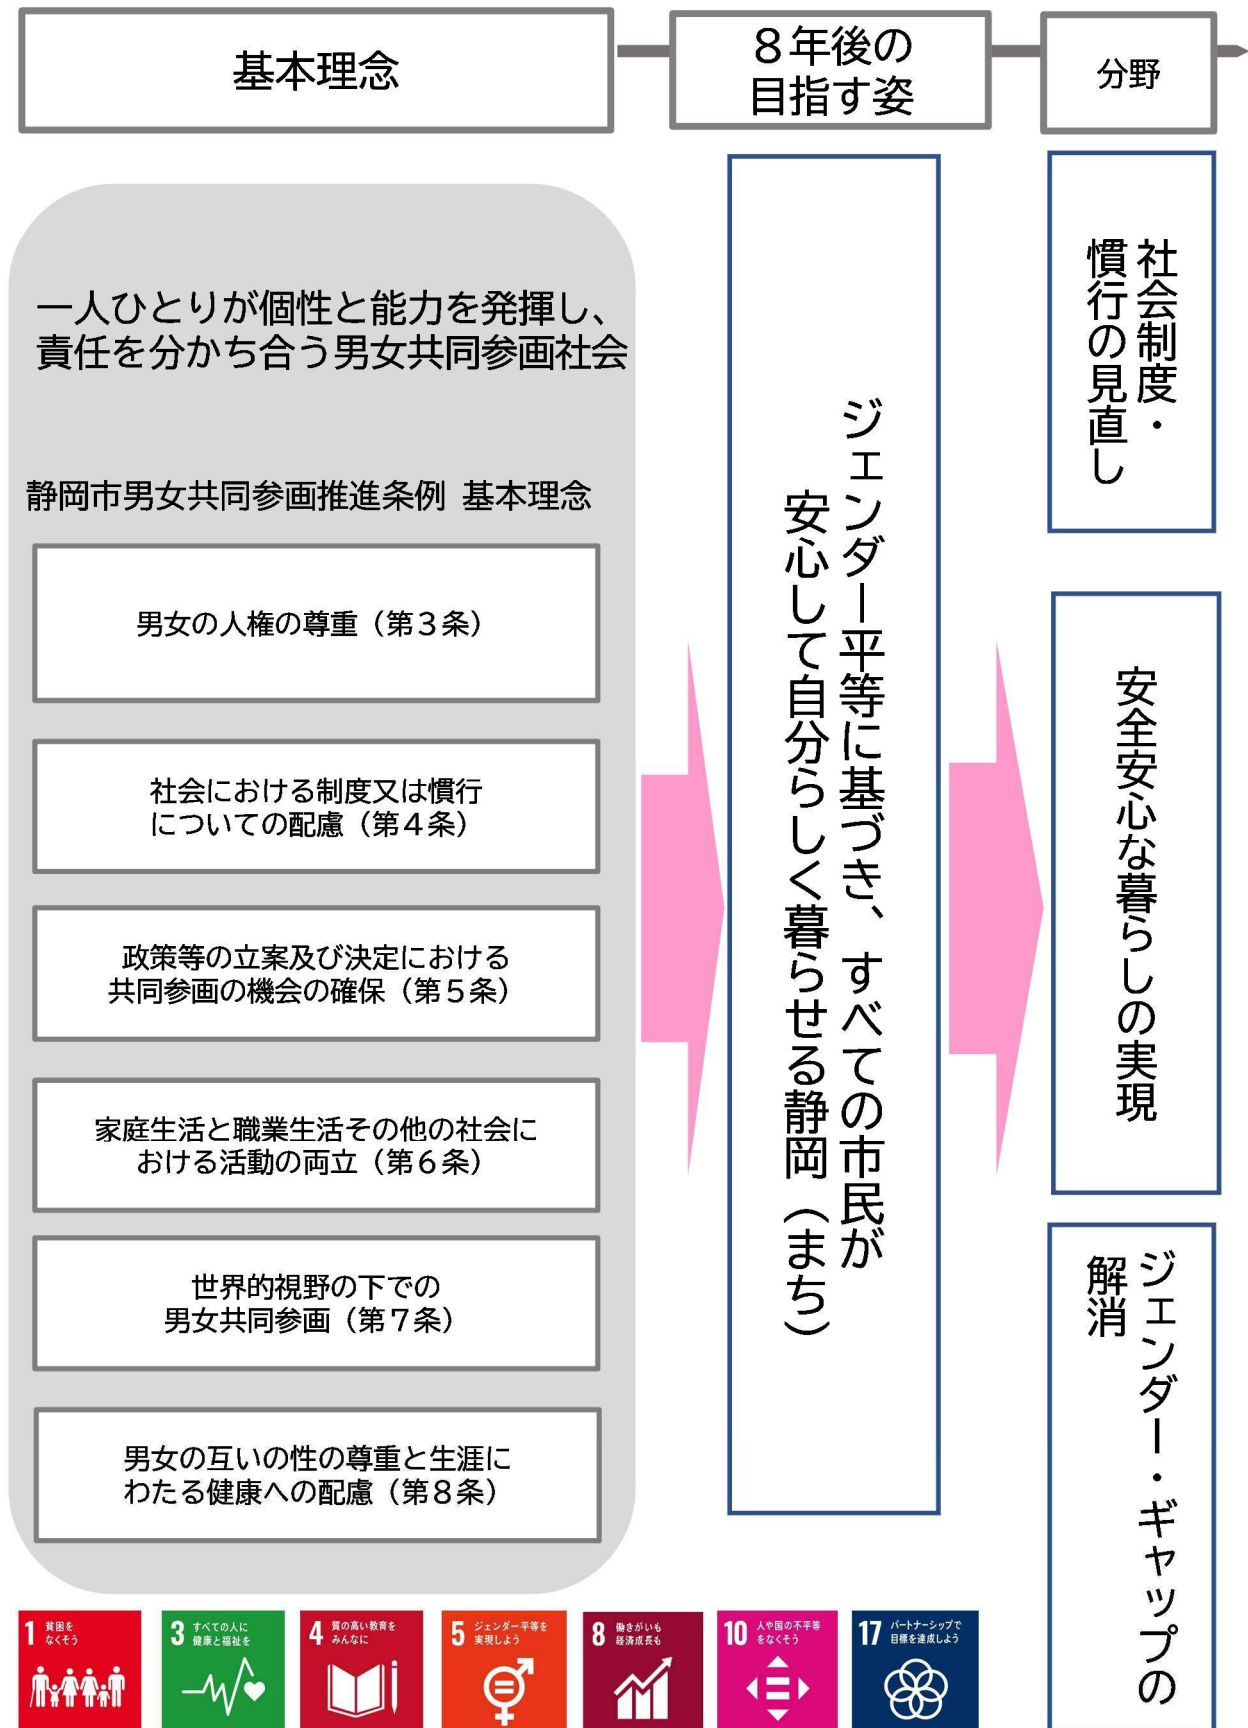 基本理念
8年後の
目指す姿
分野
一人ひとりが個性と能力を発揮し、
責任を分かち合う男女共同参画社会
静岡市男女共同参画推進条例 基本理念
男女の人権の尊重（第３条）
社会における制度又は慣行
についての配慮（第４条）
政策等の立案及び決定における
共同参画の機会の確保（第５条）
家庭生活と職業生活その他の社会に
おける活動の両立（第６条）
世界的視野の下での
男女共同参画（第７条）
男女の互いの性の尊重と生涯に
わたる健康への配慮（第８条）
ジェンダー平等に基づき、すべての市民が
安心して自分らしく暮らせる静岡（まち）
社会制度・
慣行の見直し
安全安心な暮らしの実現
ジェンダー・ギャップの
解消
1 貧困を
なくそう
3 すべての人に
健康と福祉を
4 質の高い教育を
みんなに
5 ジェンダー平等を
実現しよう
8 働きがいも
経済成長も
10 人や国の不平等
をなくそう
17 パートナーシップで
目標を達成しよう